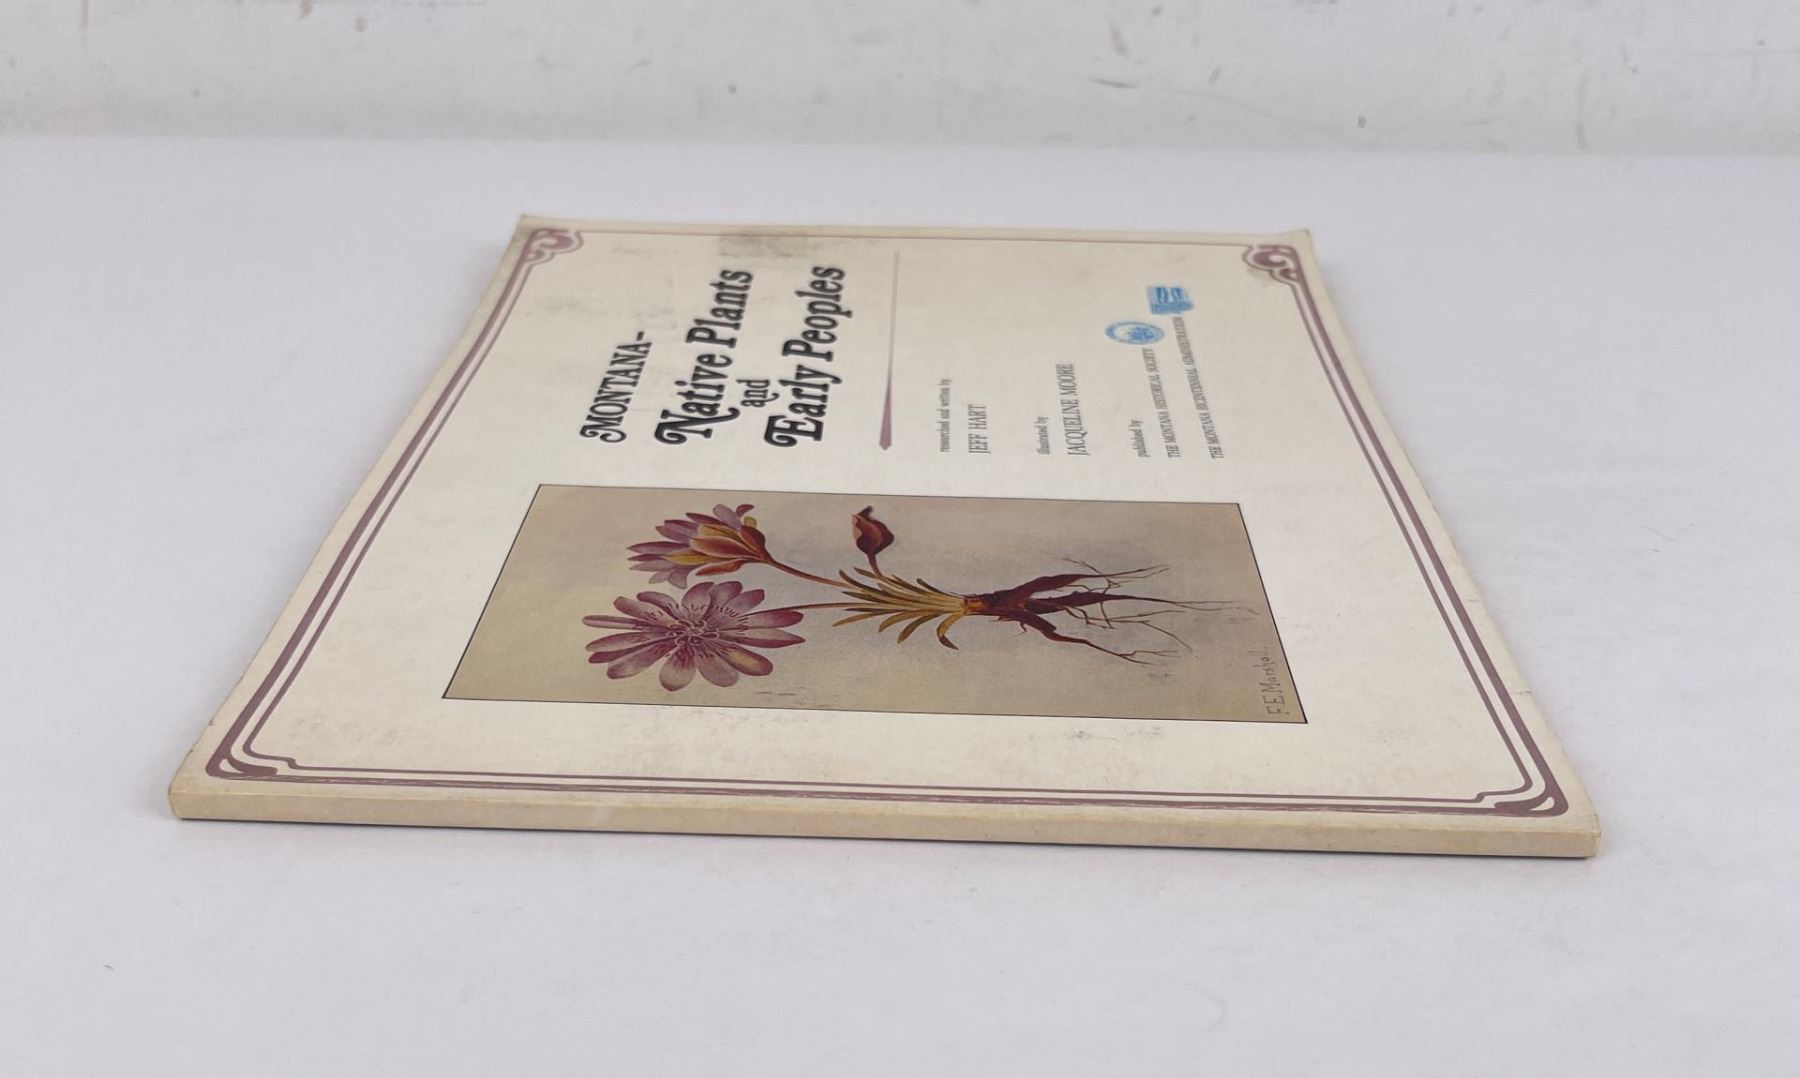 MONTANA-
Native Plants
and
Early Peoples
researched and written by
JEFF HART
illustrated by
JACQUELINE MOORE
published by
THE MONTANA HISTORICAL SOCIETY
THE MONTANA BICENTENNIAL ADMINISTRATION
F.E.Marshall.